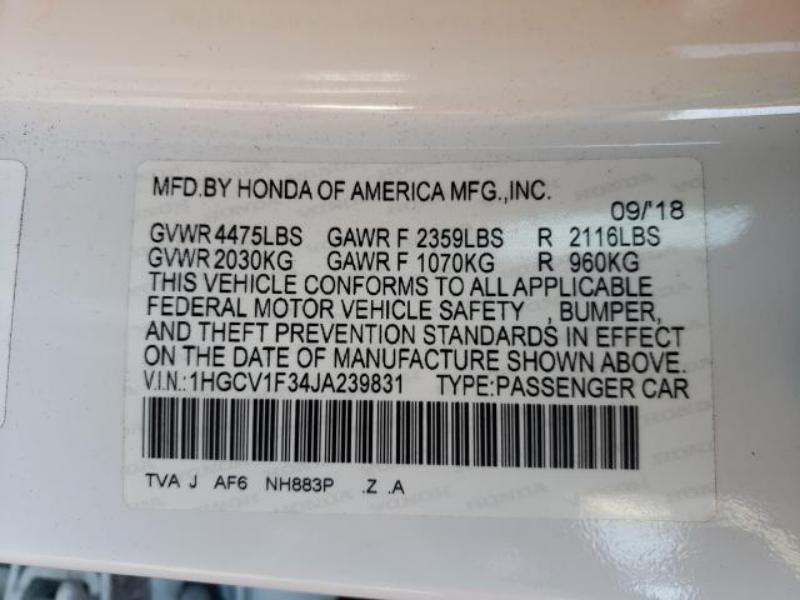 MFD.BY HONDA OF AMERICA MFG.,INC.
09/'18
GVWR 4475LBS GAWR F 2359LBS R 2116LBS
GVWR 2030KG GAWR F 1070KG R 960KG
THIS VEHICLE CONFORMS TO ALL APPLICABLE
FEDERAL MOTOR VEHICLE SAFETY , BUMPER,
AND THEFT PREVENTION STANDARDS IN EFFECT
ON THE DATE OF MANUFACTURE SHOWN ABOVE.
V.I.N.:1HGCV1F34JA239831 TYPE:PASSENGER CAR
TVA J AF6 NH883P .Z .A